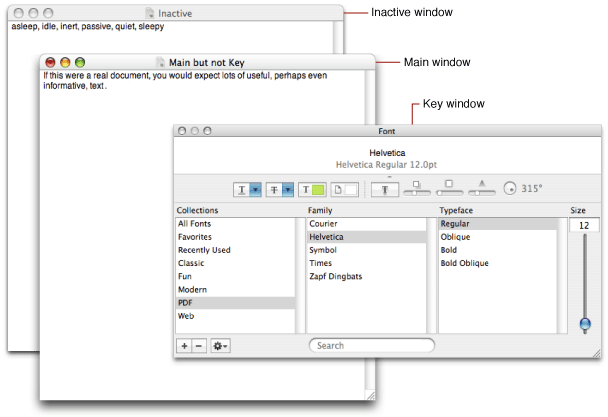 Inactive
Inactive window
asleep, idle, inert, passive, quiet, sleepy
Main but not Key
Main window
If this were a real document, you would expect lots of useful, perhaps even
informative, text .
Key window
Font
Helvetica
Helvetica Regular 12.0pt
T
T
T
T
A
315°
Collections
Family
Typeface
Size
All Fonts
Courier
Regular
12
Favorites
Helvetica
Oblique
Recently Used
Symbol
Bold
Classic
Times
Bold Oblique
Fun
Zapf Dingbats
Modern
PDF
Web
Search